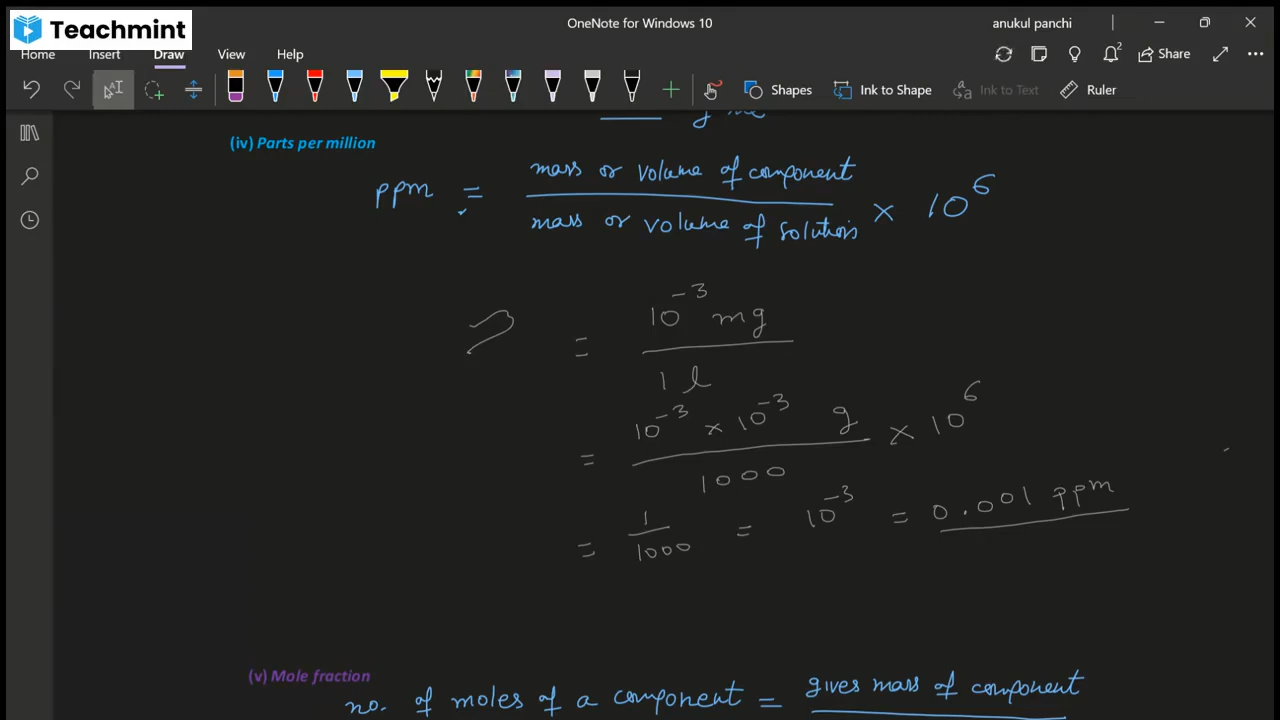 Teachmint
OneNote for Windows 10
anukul panchi
Home Insert Draw View Help
2
Share
Shapes
Ink to Shape
Ink to Text
Ruler
(iv) Parts per million
ppm = mass or volume of component / mass or volume of solution × 10^6
= 10^-3 mg / 1 l
= 10^-3 × 10^-3 g / 1000 × 10^6
= 1 / 1000 = 10^-3 = 0.001 ppm
(v) Mole fraction
no. of moles of a component = gives mass of component